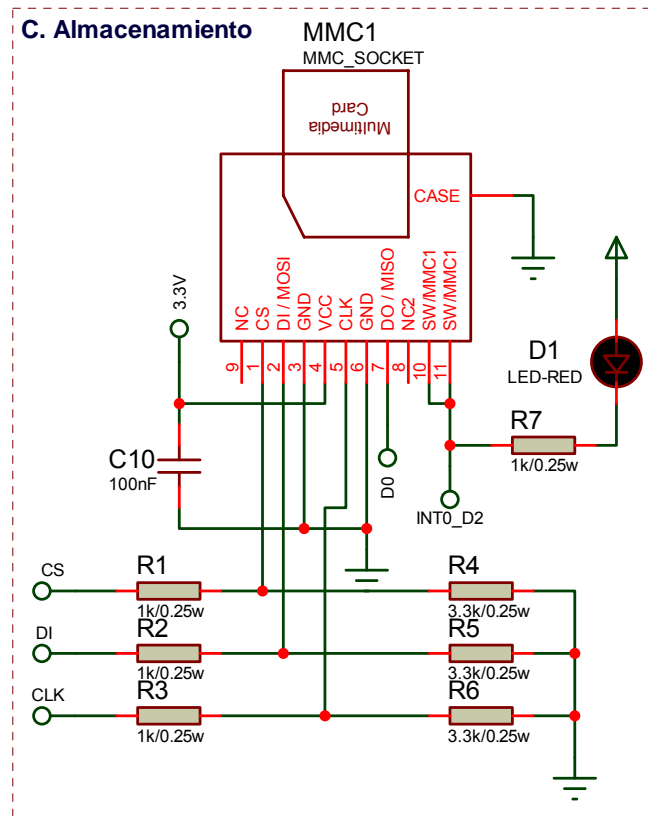 C. Almacenamiento
MMC1
MMC_SOCKET
Multimedia
Card
CASE
3.3V
NC
CS
DI / MOSI
GND
VCC
CLK
GND
DO / MISO
NC2
SW/MMC1
SW/MMC1
9
1
2
3
4
5
6
7
8
10
11
D1
LED-RED
R7
1k/0.25w
C10
100nF
D0
INT0_D2
CS
R1
1k/0.25w
R4
3.3k/0.25w
DI
R2
1k/0.25w
R5
3.3k/0.25w
CLK
R3
1k/0.25w
R6
3.3k/0.25w